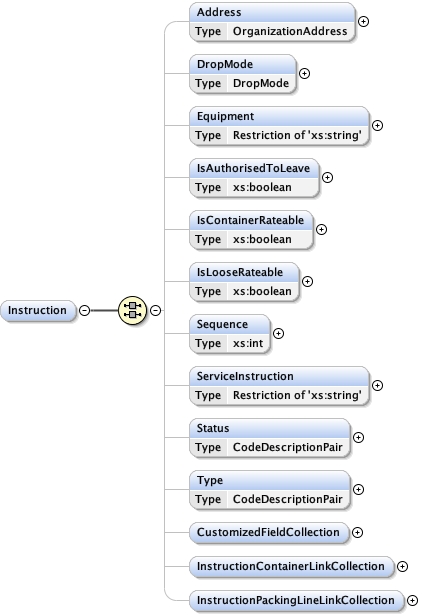 Address
Type OrganizationAddress
DropMode
Type DropMode
Equipment
Type Restriction of 'xs:string'
IsAuthorisedToLeave
Type xs:boolean
IsContainerRateable
Type xs:boolean
IsLooseRateable
Type xs:boolean
Instruction
Sequence
Type xs:int
ServiceInstruction
Type Restriction of 'xs:string'
Status
Type CodeDescriptionPair
Type
Type CodeDescriptionPair
CustomizedFieldCollection
InstructionContainerLinkCollection
InstructionPackingLineLinkCollection